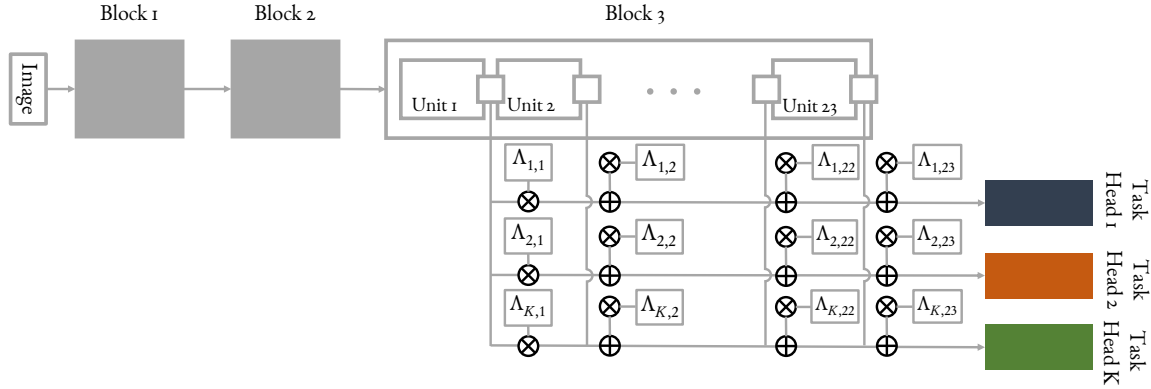 Block 1
Block 2
Block 3
Image
Unit 1
Unit 2
. . .
Unit 23
Λ1,1
Λ1,2
Λ1,22
Λ1,23
Task
Head 1
Λ2,1
Λ2,2
Λ2,22
Λ2,23
Task
Head 2
ΛK,1
ΛK,2
ΛK,22
ΛK,23
Task
Head K